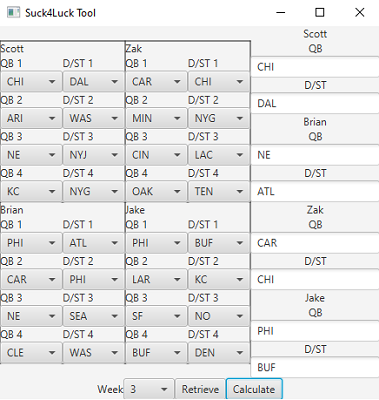 Suck4Luck Tool
Scott Zak
QB 1 D/ST 1 QB 1 D/ST 1
CHI DAL CAR CHI
QB 2 D/ST 2 QB 2 D/ST 2
ARI WAS MIN NYG
QB 3 D/ST 3 QB 3 D/ST 3
NE NYJ CIN LAC
QB 4 D/ST 4 QB 4 D/ST 4
KC NYG OAK TEN
Brian Jake
QB 1 D/ST 1 QB 1 D/ST 1
PHI ATL PHI BUF
QB 2 D/ST 2 QB 2 D/ST 2
CAR PHI LAR KC
QB 3 D/ST 3 QB 3 D/ST 3
NE SEA SF NO
QB 4 D/ST 4 QB 4 D/ST 4
CLE WAS BUF DEN
Scott
QB
CHI
D/ST
DAL
Brian
QB
NE
D/ST
ATL
Zak
QB
CAR
D/ST
CHI
Jake
QB
PHI
D/ST
BUF
Week 3 Retrieve Calculate